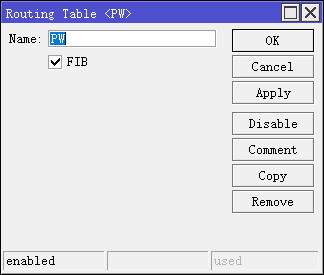 Routing Table <PW>
Name: PW
FIB
OK
Cancel
Apply
Disable
Comment
Copy
Remove
enabled
used